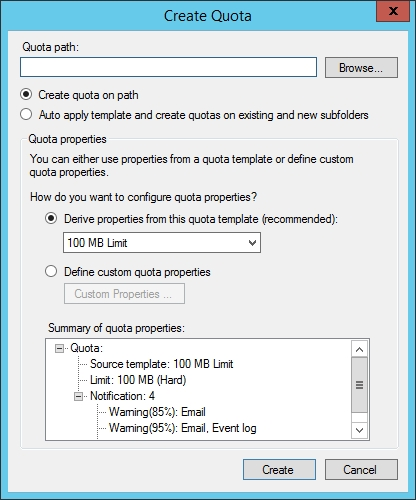 Create Quota
x
Quota path:
Browse...
Create quota on path
Auto apply template and create quotas on existing and new subfolders
Quota properties
You can either use properties from a quota template or define custom
quota properties.
How do you want to configure quota properties?
Derive properties from this quota template (recommended):
100 MB Limit
Define custom quota properties
Custom Properties ...
Summary of quota properties:
Quota:
Source template: 100 MB Limit
Limit: 100 MB (Hard)
Notification: 4
Warning(85%): Email
Warning(95%): Email, Event log
Create
Cancel